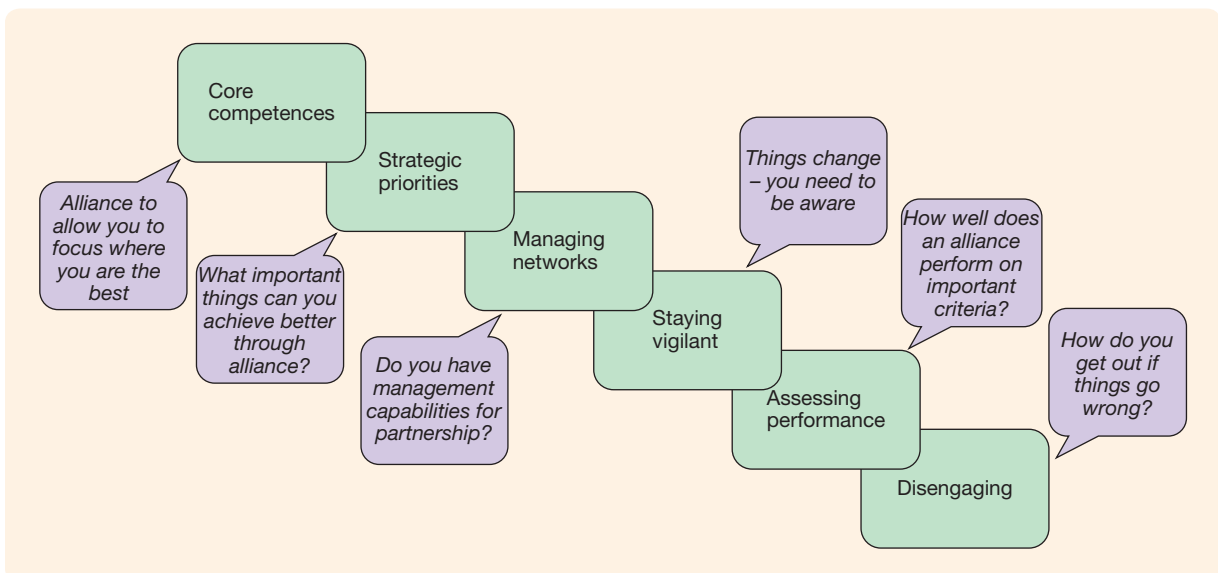 Core
competences
Alliance to
allow you to
focus where
you are the
best
Strategic
priorities
What important
things can you
achieve better
through
alliance?
Managing
networks
Do you have
management
capabilities for
partnership?
Staying
vigilant
Things change
– you need to
be aware
Assessing
performance
How well does
an alliance
perform on
important
criteria?
Disengaging
How do you
get out if
things go
wrong?